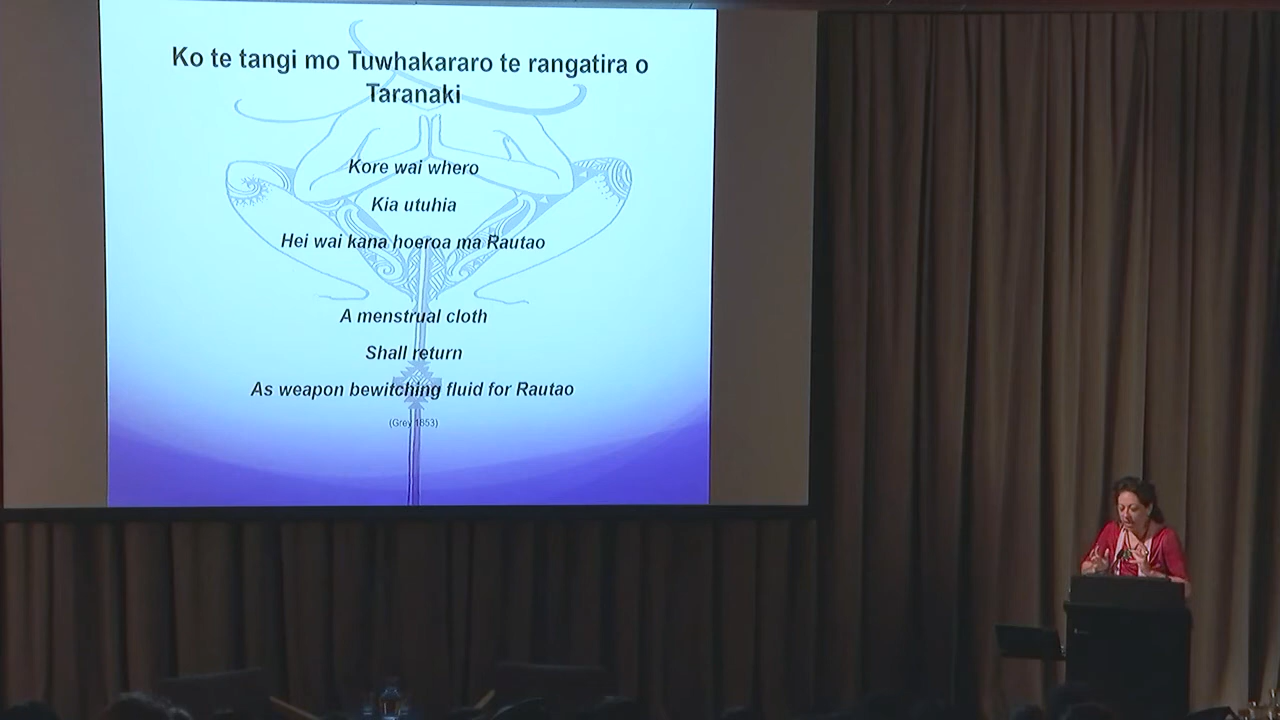 Ko te tangi mo Tuwhakararo te rangatira o
Taranaki
Kore wai whero
Kia utuhia
Hei wai kana hoeroa ma Rautao
A menstrual cloth
Shall return
As weapon bewitching fluid for Rautao
(Grey 1853)